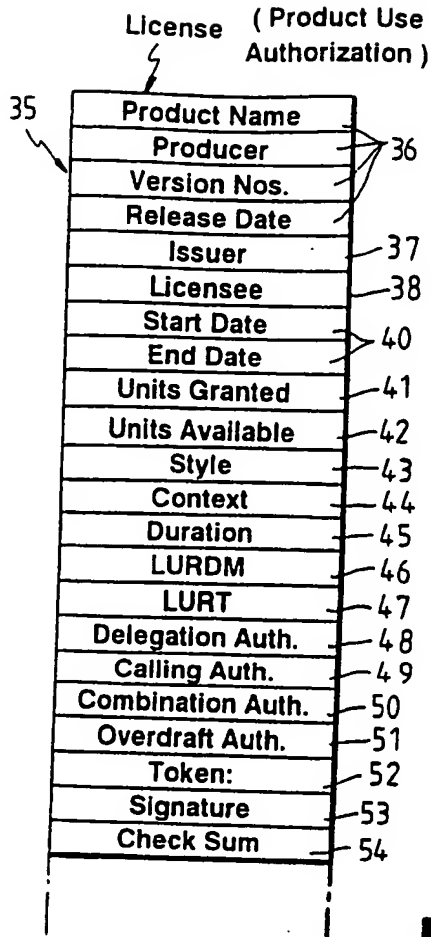 License ( Product Use
Authorization )
35
Product Name
Producer 36
Version Nos.
Release Date
Issuer 37
Licensee 38
Start Date
40
End Date
Units Granted 41
Units Available 42
Style 43
Context 44
Duration 45
LURDM 46
LURT 47
Delegation Auth. 48
Calling Auth. 49
Combination Auth. 50
Overdraft Auth. 51
Token: 52
Signature 53
Check Sum 54